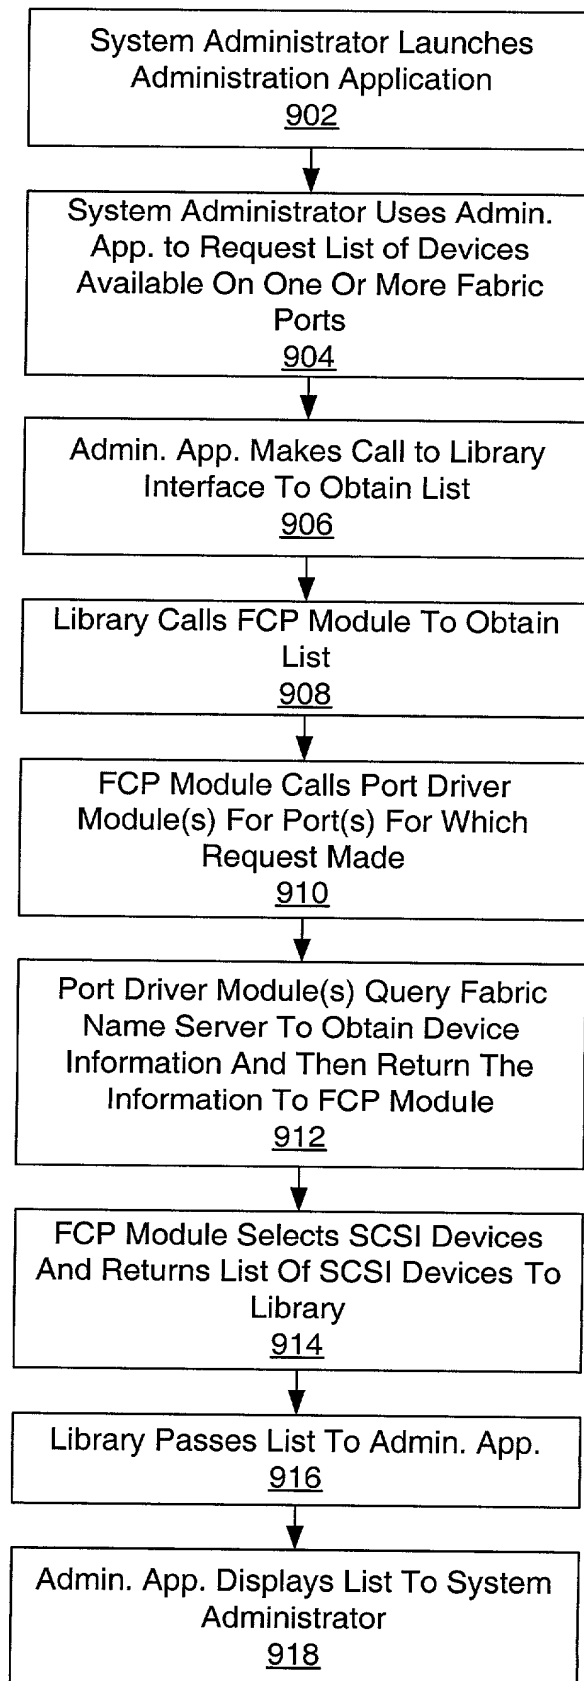 System Administrator Launches
Administration Application
902
System Administrator Uses Admin.
App. to Request List of Devices
Available On One Or More Fabric
Ports
904
Admin. App. Makes Call to Library
Interface To Obtain List
906
Library Calls FCP Module To Obtain
List
908
FCP Module Calls Port Driver
Module(s) For Port(s) For Which
Request Made
910
Port Driver Module(s) Query Fabric
Name Server To Obtain Device
Information And Then Return The
Information To FCP Module
912
FCP Module Selects SCSI Devices
And Returns List Of SCSI Devices To
Library
914
Library Passes List To Admin. App.
916
Admin. App. Displays List To System
Administrator
918